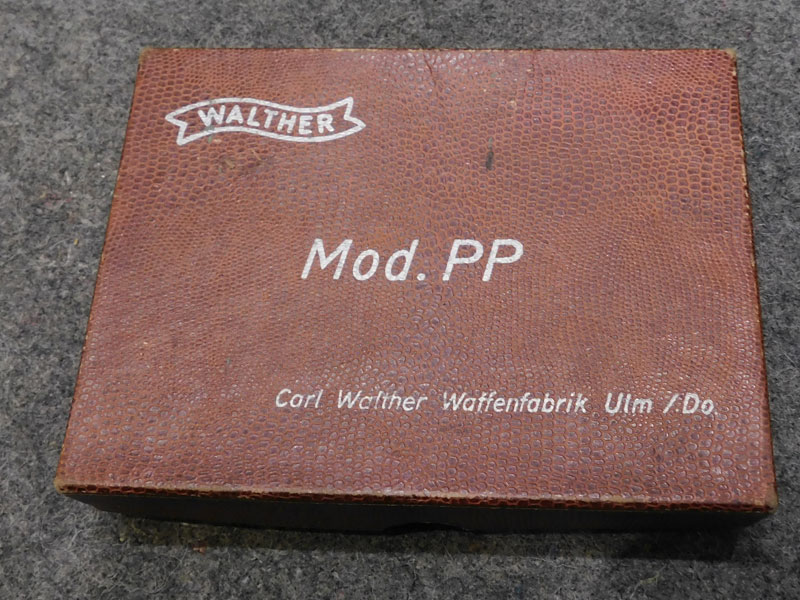 WALTHER
Mod. PP
Carl Walther Waffenfabrik Ulm /Do.